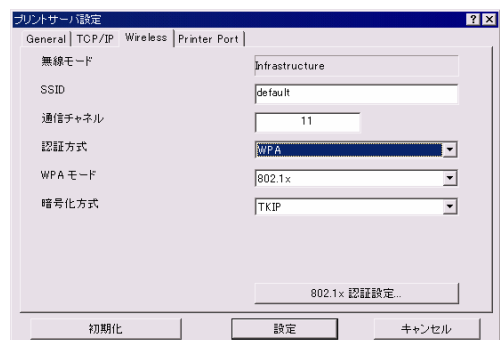 プリントサーバ設定
General TCP/IP Wireless Printer Port
無線モード Infrastructure
SSID default
通信チャネル 11
認証方式 WPA
WPA モード 802.1x
暗号化方式 TKIP
802.1x 認証設定...
初期化 設定 キャンセル